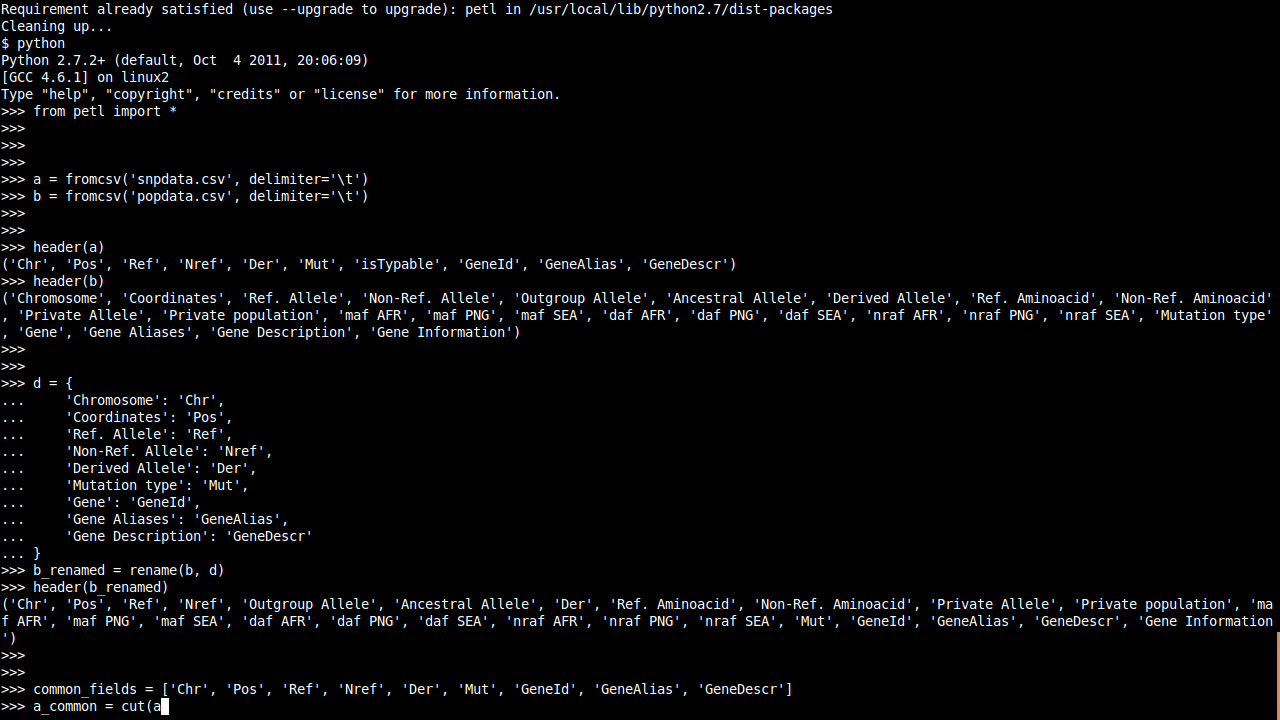 Requirement already satisfied (use --upgrade to upgrade): petl in /usr/local/lib/python2.7/dist-packages
Cleaning up...
$ python
Python 2.7.2+ (default, Oct  4 2011, 20:06:09)
[GCC 4.6.1] on linux2
Type "help", "copyright", "credits" or "license" for more information.
>>> from petl import *
>>>
>>>
>>>
>>> a = fromcsv('snpdata.csv', delimiter='\t')
>>> b = fromcsv('popdata.csv', delimiter='\t')
>>>
>>>
>>> header(a)
('Chr', 'Pos', 'Ref', 'Nref', 'Der', 'Mut', 'isTypable', 'GeneId', 'GeneAlias', 'GeneDescr')
>>> header(b)
('Chromosome', 'Coordinates', 'Ref. Allele', 'Non-Ref. Allele', 'Outgroup Allele', 'Ancestral Allele', 'Derived Allele', 'Ref. Aminoacid', 'Non-Ref. Aminoacid'
, 'Private Allele', 'Private population', 'maf AFR', 'maf PNG', 'maf SEA', 'daf AFR', 'daf PNG', 'daf SEA', 'nraf AFR', 'nraf PNG', 'nraf SEA', 'Mutation type'
, 'Gene', 'Gene Aliases', 'Gene Description', 'Gene Information')
>>>
>>>
>>> d = {
...     'Chromosome': 'Chr',
...     'Coordinates': 'Pos',
...     'Ref. Allele': 'Ref',
...     'Non-Ref. Allele': 'Nref',
...     'Derived Allele': 'Der',
...     'Mutation type': 'Mut',
...     'Gene': 'GeneId',
...     'Gene Aliases': 'GeneAlias',
...     'Gene Description': 'GeneDescr'
... }
>>> b_renamed = rename(b, d)
>>> header(b_renamed)
('Chr', 'Pos', 'Ref', 'Nref', 'Outgroup Allele', 'Ancestral Allele', 'Der', 'Ref. Aminoacid', 'Non-Ref. Aminoacid', 'Private Allele', 'Private population', 'ma
f AFR', 'maf PNG', 'maf SEA', 'daf AFR', 'daf PNG', 'daf SEA', 'nraf AFR', 'nraf PNG', 'nraf SEA', 'Mut', 'GeneId', 'GeneAlias', 'GeneDescr', 'Gene Information
')
>>>
>>>
>>> common_fields = ['Chr', 'Pos', 'Ref', 'Nref', 'Der', 'Mut', 'GeneId', 'GeneAlias', 'GeneDescr']
>>> a_common = cut(a